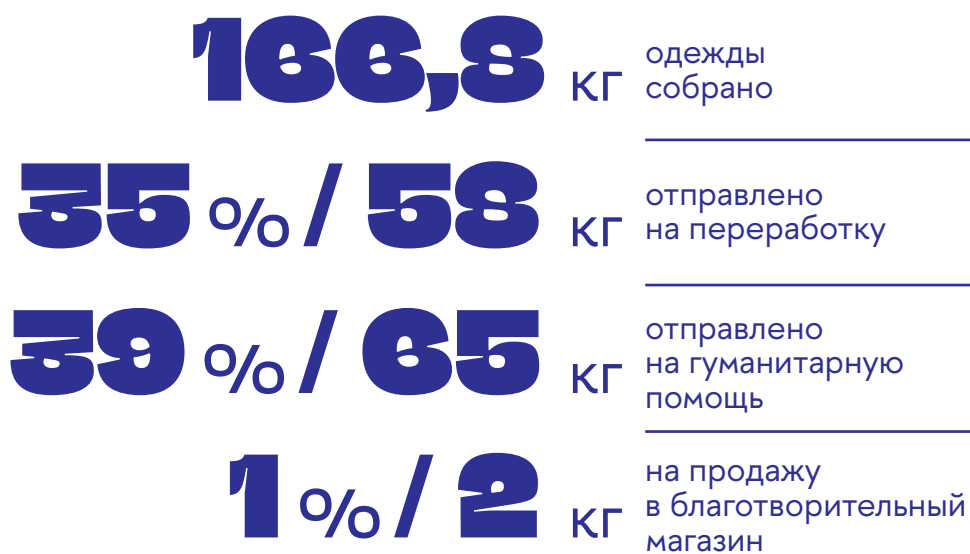 166,8 кг одежды
собрано
35 % / 58 кг отправлено
на переработку
39 % / 65 кг отправлено
на гуманитарную
помощь
1 % / 2 кг на продажу
в благотворительный
магазин